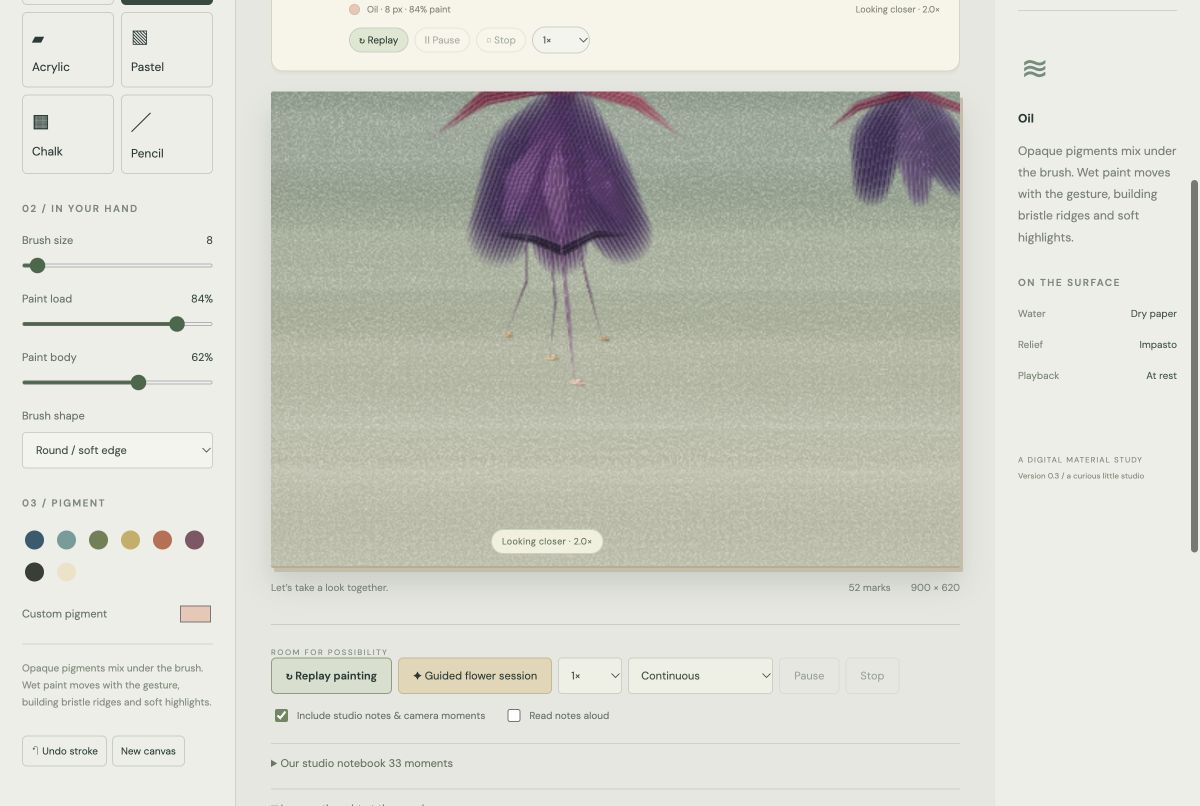 Acrylic
Pastel
Chalk
Pencil
02 / IN YOUR HAND
Brush size 8
Paint load 84%
Paint body 62%
Brush shape
Round / soft edge
03 / PIGMENT
Custom pigment
Opaque pigments mix under the brush.
Wet paint moves with the gesture,
building bristle ridges and soft highlights.
Undo stroke
New canvas
Oil · 8 px · 84% paint
Looking closer · 2.0×
↻ Replay
II Pause
Stop
1×
Looking closer · 2.0×
Let's take a look together.
52 marks 900 × 620
ROOM FOR POSSIBILITY
↻ Replay painting
✦ Guided flower session
1×
Continuous
Pause
Stop
Include studio notes & camera moments
Read notes aloud
Our studio notebook 33 moments
Oil
Opaque pigments mix under
the brush. Wet paint moves
with the gesture, building
bristle ridges and soft
highlights.
ON THE SURFACE
Water Dry paper
Relief Impasto
Playback At rest
A DIGITAL MATERIAL STUDY
Version 0.3 / a curious little studio